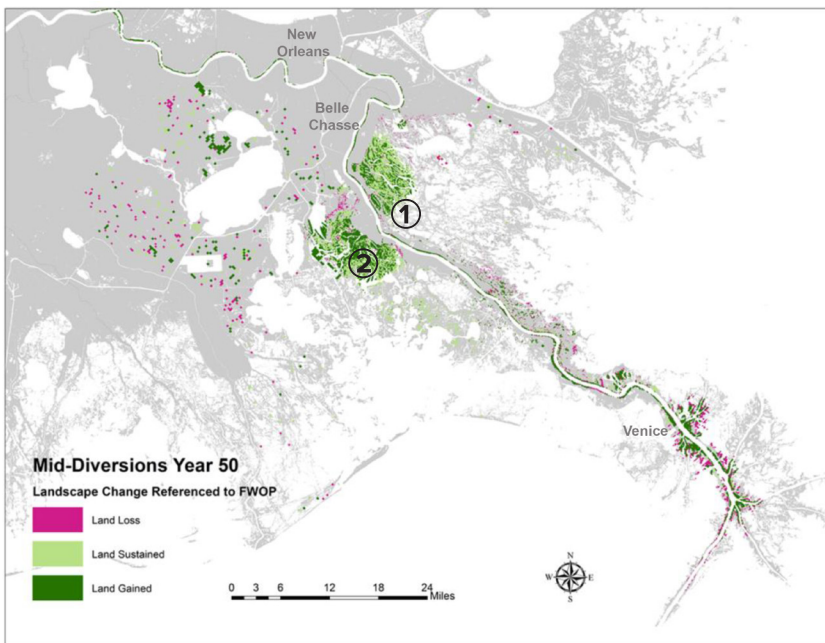 New
Orleans
Belle
Chasse
1
2
Venice
Mid-Diversions Year 50
Landscape Change Referenced to FWOP
Land Loss
Land Sustained
Land Gained
0 3 6 12 18 24
Miles
N
W E
S